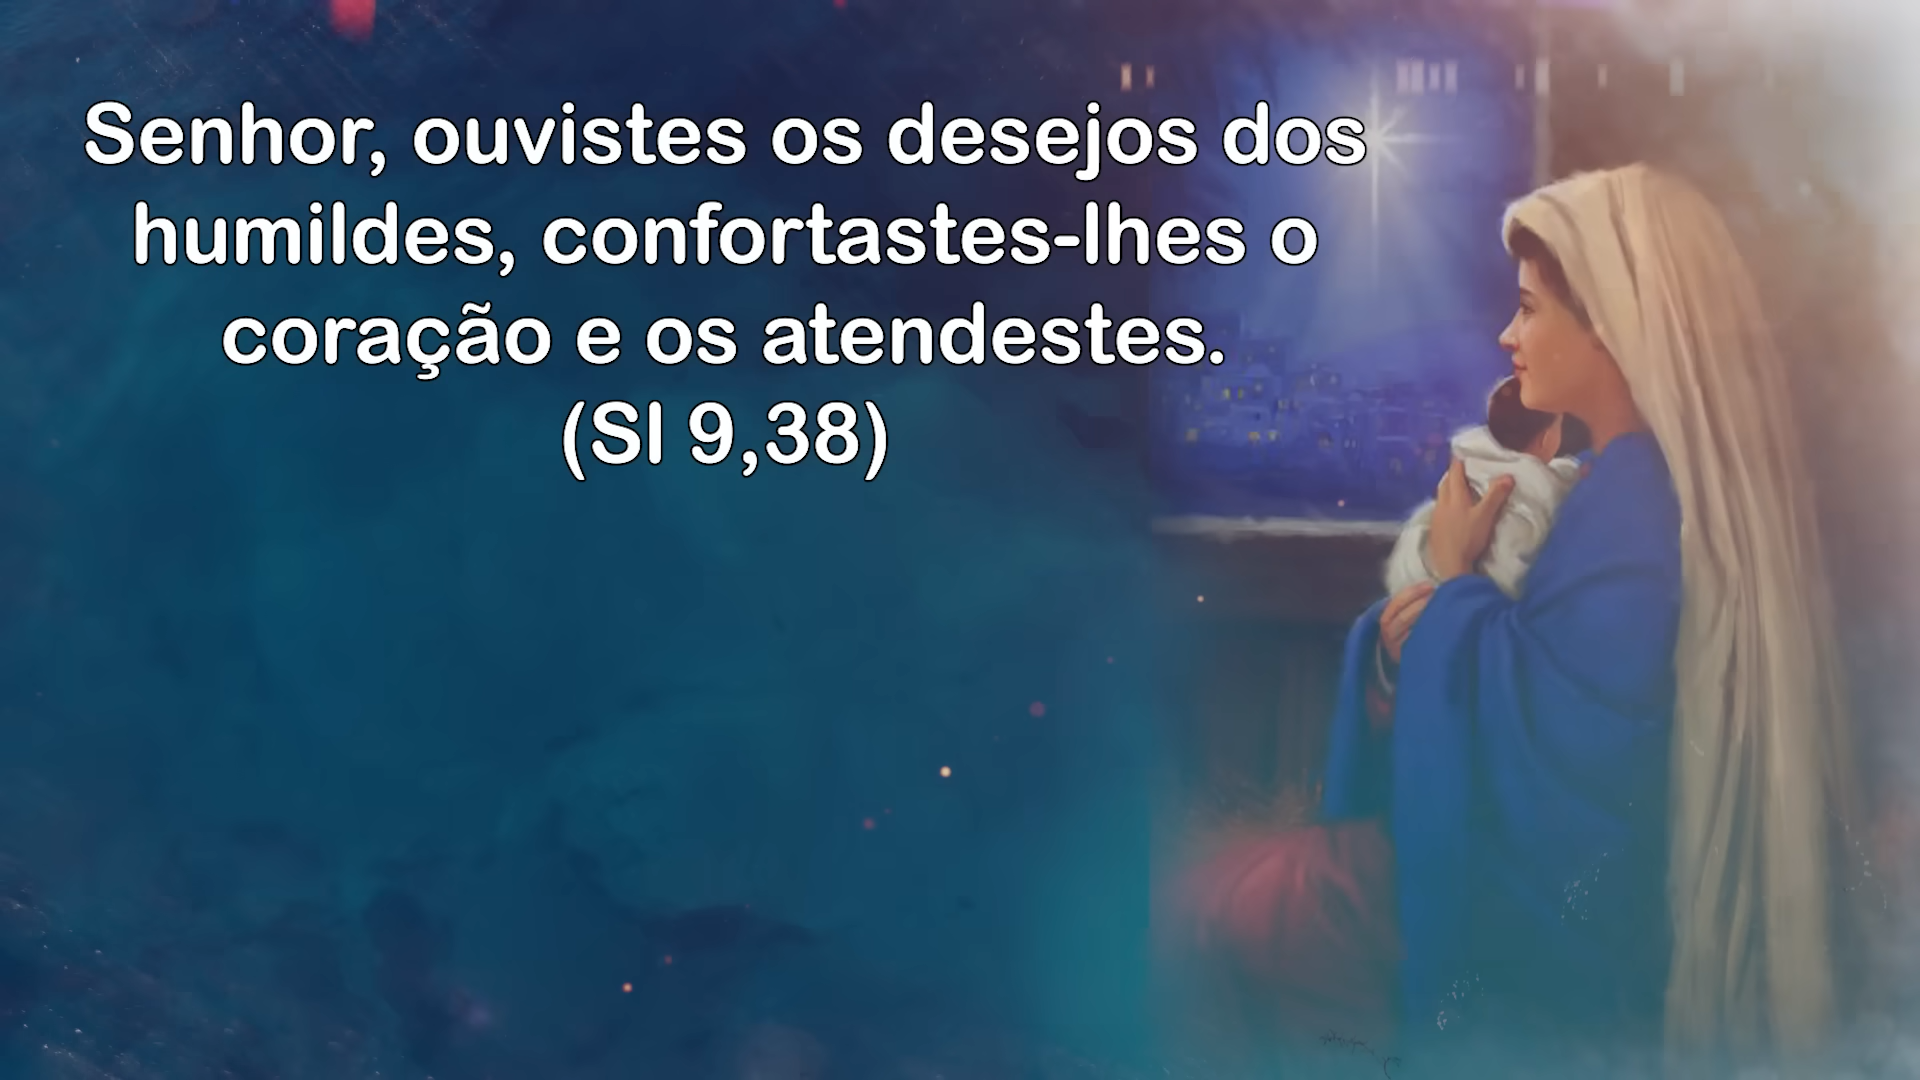 Senhor, ouvistes os desejos dos
humildes, confortastes-lhes o
coração e os atendestes.
(Sl 9,38)